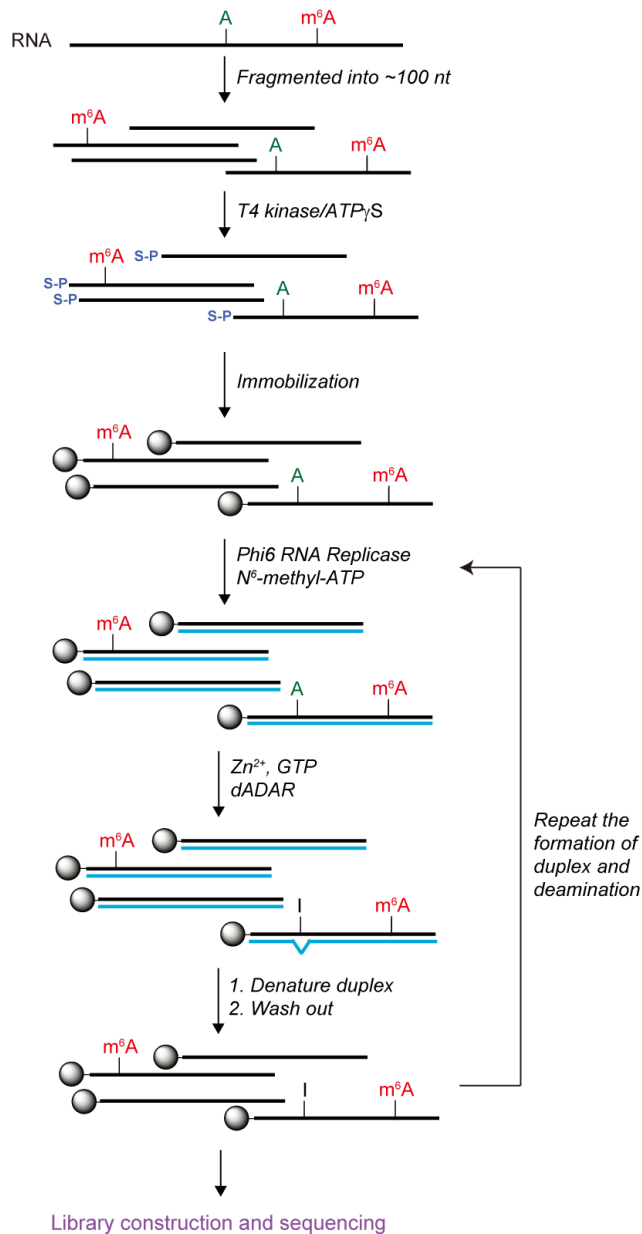 A m⁶A
RNA
Fragmented into ~100 nt
m⁶A
A m⁶A
T4 kinase/ATPγS
m⁶A S-P
S-P
S-P A m⁶A
S-P
Immobilization
m⁶A
A m⁶A
Phi6 RNA Replicase
N⁶-methyl-ATP
m⁶A
A m⁶A
Zn²⁺, GTP
dADAR
Repeat the
formation of
duplex and
deamination
m⁶A
I m⁶A
1. Denature duplex
2. Wash out
m⁶A
I m⁶A
Library construction and sequencing